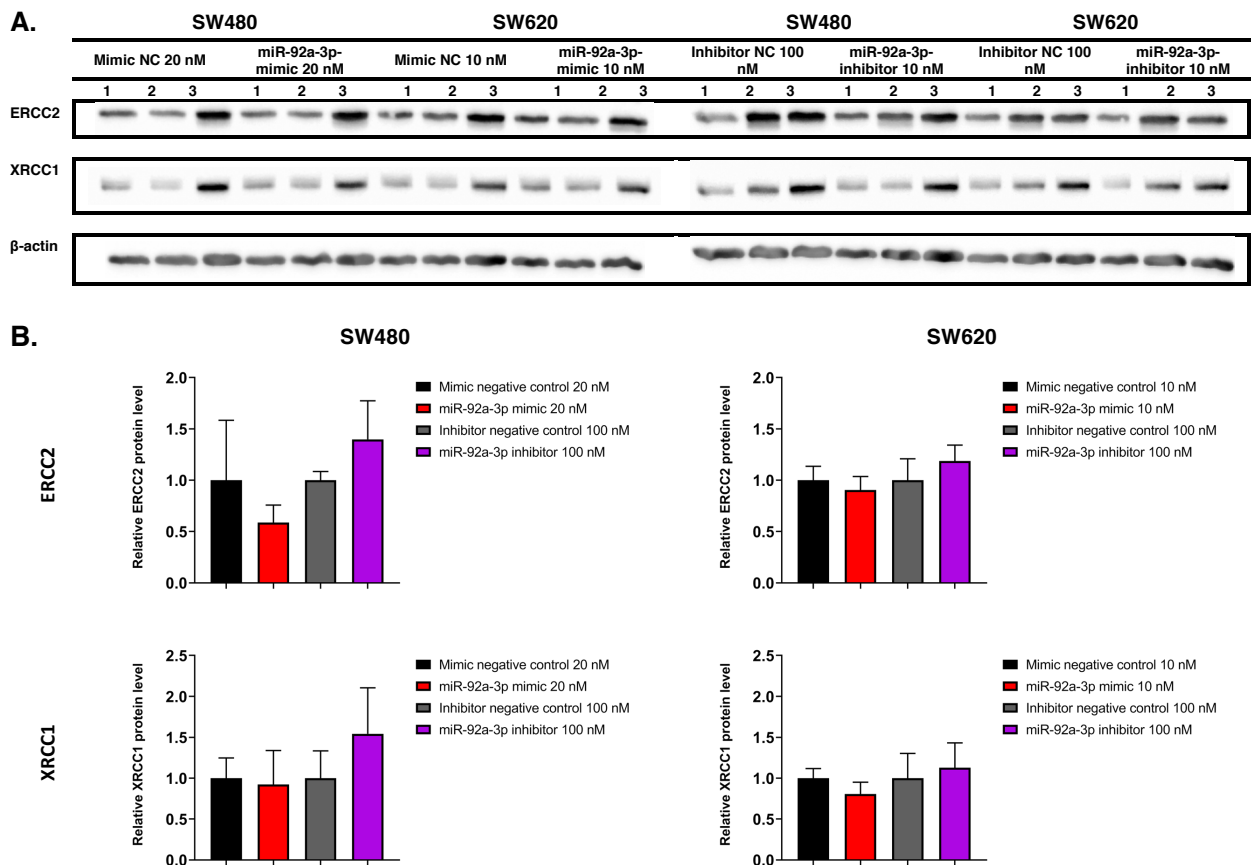 A.
SW480 SW620 SW480 SW620
Mimic NC 20 nM miR-92a-3p- Mimic NC 10 nM miR-92a-3p- Inhibitor NC 100 miR-92a-3p- Inhibitor NC 100 miR-92a-3p-
mimic 20 nM mimic 10 nM nM inhibitor 10 nM nM inhibitor 10 nM
1 2 3 1 2 3 1 2 3 1 2 3 1 2 3 1 2 3 1 2 3 1 2 3
ERCC2
XRCC1
β-actin
B.
SW480
SW620
ERCC2
Relative ERCC2 protein level
2.0
1.5
1.0
0.5
0.0
Mimic negative control 20 nM
miR-92a-3p mimic 20 nM
Inhibitor negative control 100 nM
miR-92a-3p inhibitor 100 nM
Relative ERCC2 protein level
2.0
1.5
1.0
0.5
0.0
Mimic negative control 10 nM
miR-92a-3p mimic 10 nM
Inhibitor negative control 100 nM
miR-92a-3p inhibitor 100 nM
XRCC1
Relative XRCC1 protein level
2.5
2.0
1.5
1.0
0.5
0.0
Mimic negative control 20 nM
miR-92a-3p mimic 20 nM
Inhibitor negative control 100 nM
miR-92a-3p inhibitor 100 nM
Relative XRCC1 protein level
2.5
2.0
1.5
1.0
0.5
0.0
Mimic negative control 10 nM
miR-92a-3p mimic 10 nM
Inhibitor negative control 100 nM
miR-92a-3p inhibitor 100 nM